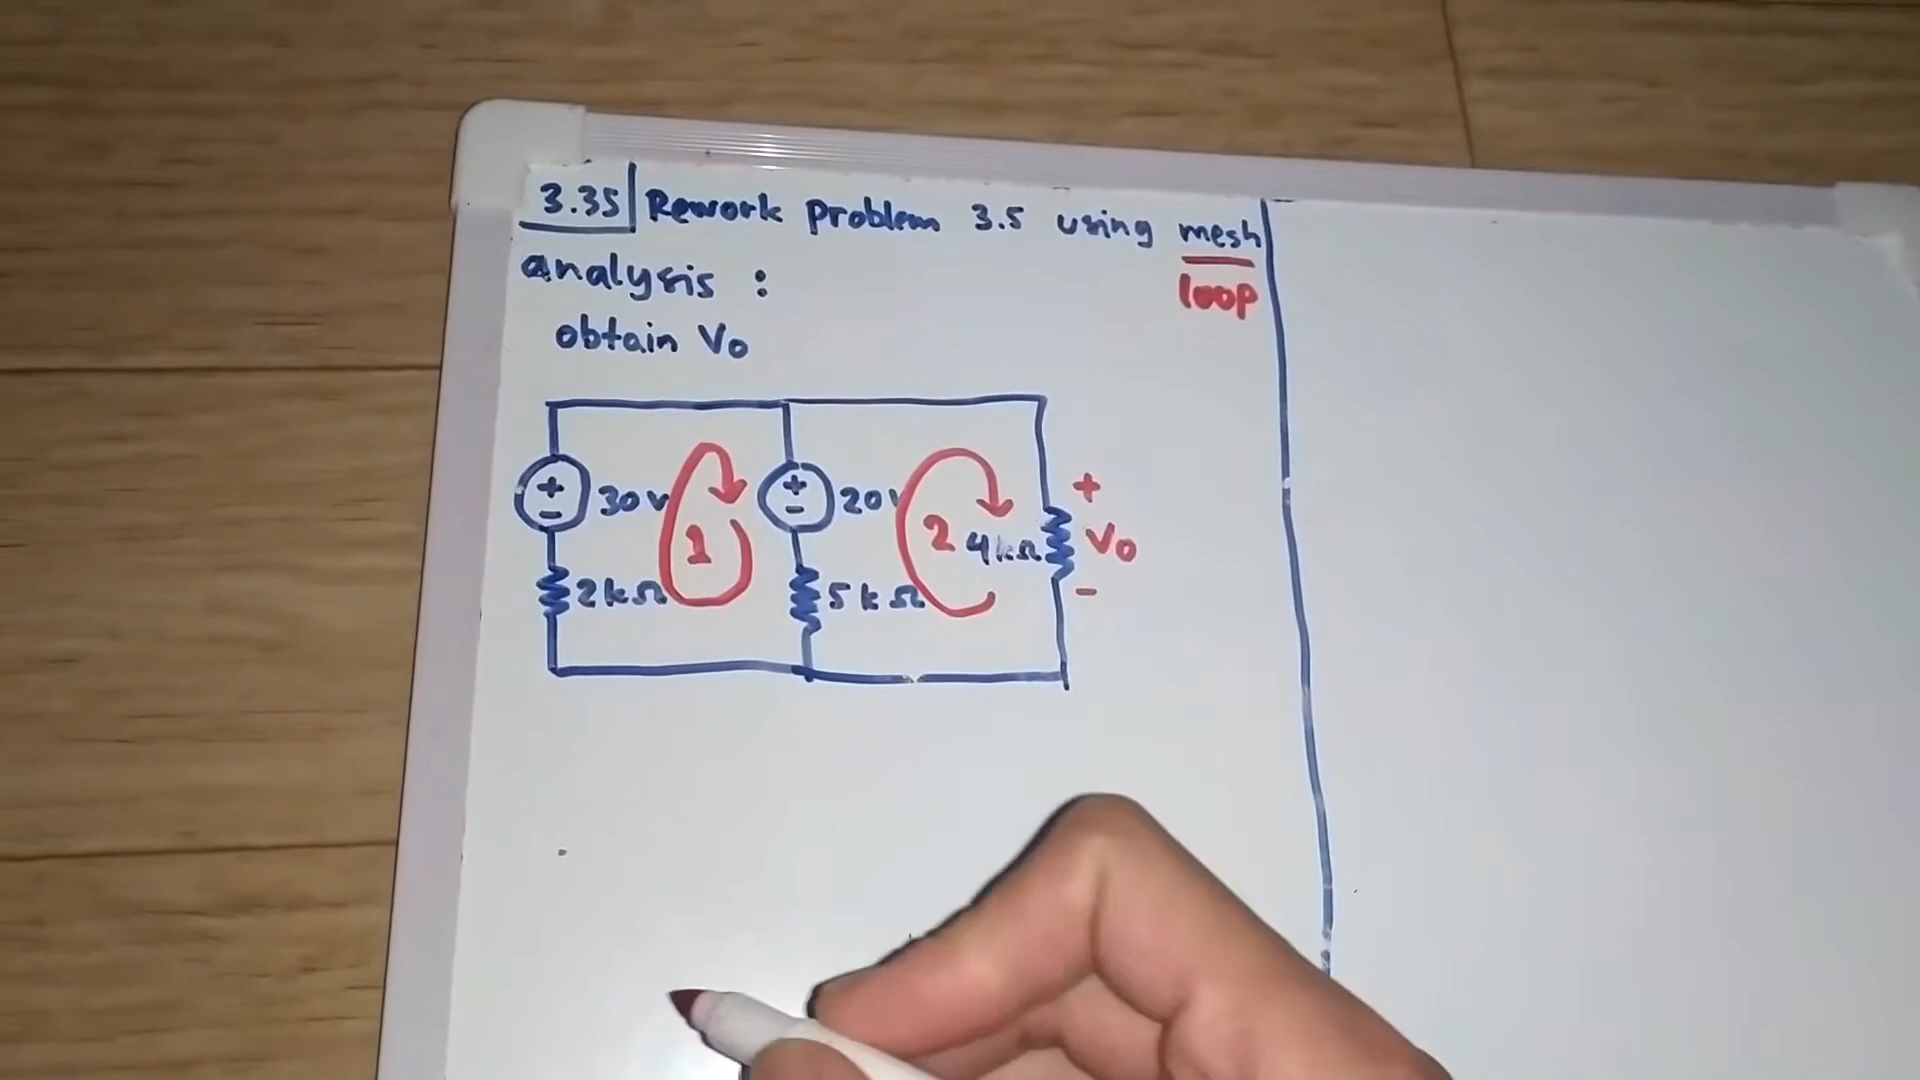 3.35 Rework problem 3.5 using mesh
loop
analysis :
obtain Vo
+
-
30v
1
2kΩ
+
-
20v
5kΩ
2
4kΩ
+
Vo
-